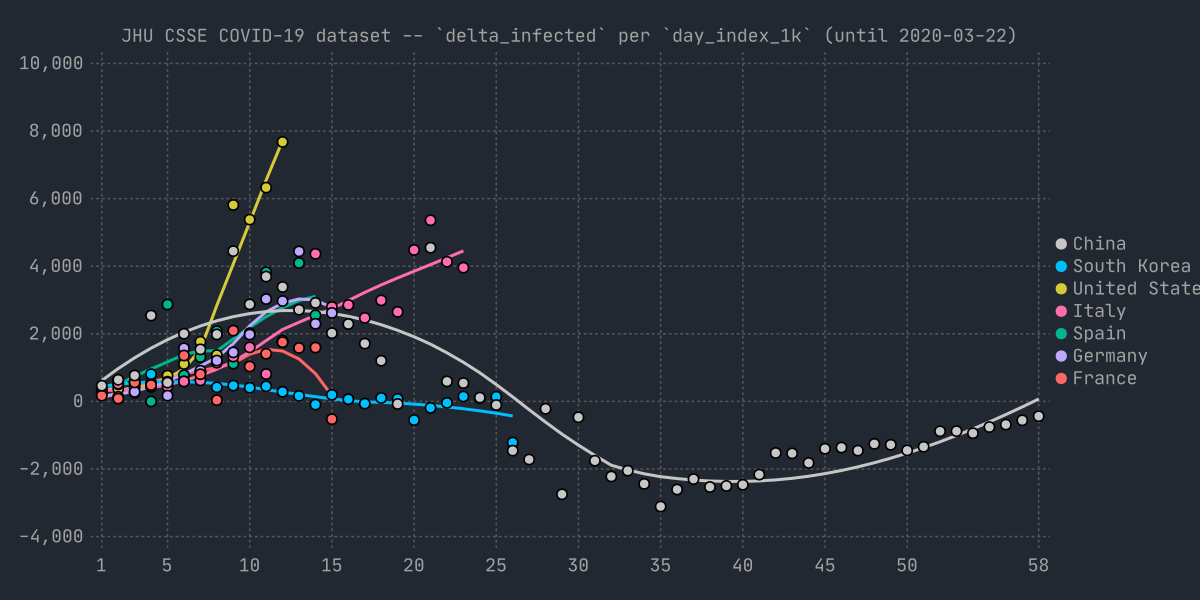 JHU CSSE COVID-19 dataset -- `delta_infected` per `day_index_1k` (until 2020-03-22)
10,000
8,000
6,000
4,000
2,000
0
-2,000
-4,000
1 5 10 15 20 25 30 35 40 45 50 58
China
South Korea
United State
Italy
Spain
Germany
France